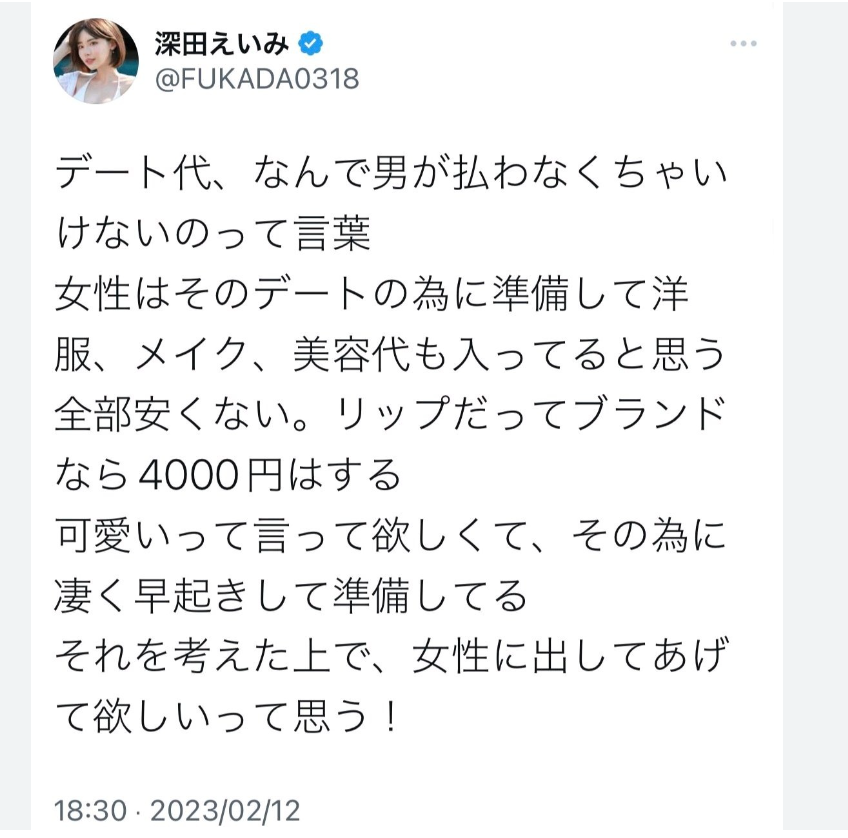 深田えいみ
@FUKADA0318
デート代、なんで男が払わなくちゃい
けないのって言葉
女性はそのデートの為に準備して洋
服、メイク、美容代も入ってると思う
全部安くない。リップだってブランド
なら4000円はする
可愛いって言って欲しくて、その為に
凄く早起きして準備してる
それを考えた上で、女性に出してあげ
て欲しいって思う！
18:30 · 2023/02/12